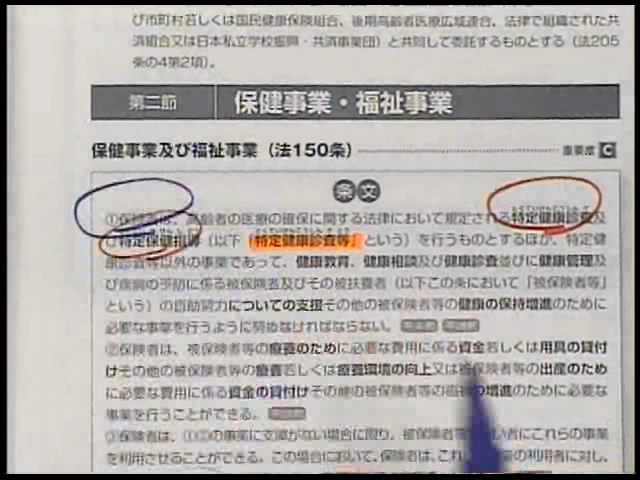 び市町村若しくは国民健康保険組合、後期高齢者医療広域連合、法律で組織された共
済組合又は日本私立学校振興・共済事業団）と共同して委託するものとする（法205
条の4第2項）。
第二節 保健事業・福祉事業
保健事業及び福祉事業（法150条） 重要度 C
条文
①保険者は、高齢者の医療の確保に関する法律において規定される特定健康診査及
び特定保健指導（以下「特定健康診査等」という）を行うものとするほか、特定健
康診査等以外の事業であって、健康教育、健康相談及び健康診査並びに健康管理及
び疾病の予防に係る被保険者及びその被扶養者（以下この条において「被保険者等」
という）の自助努力についての支援その他の被保険者等の健康の保持増進のために
必要な事業を行うように努めなければならない。
②保険者は、被保険者等の療養のために必要な費用に係る資金若しくは用具の貸付
けその他の被保険者等の療養若しくは療養環境の向上又は被保険者等の出産のため
に必要な費用に係る資金の貸付けその他の被保険者等の福祉の増進のために必要な
事業を行うことができる。
③保険者は、①②の事業に支障がない場合に限り、被保険者等 い者にこれらの事業
を利用させることができる。この場合において、保険者は、これ の利用者に対し、